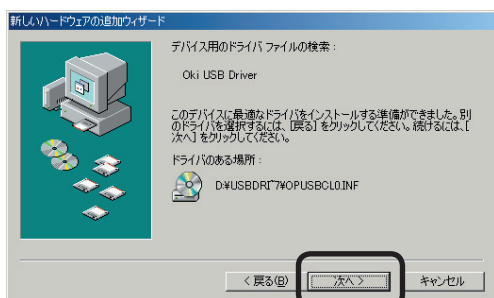 新しいハードウェアの追加ウィザード
デバイス用のドライバ ファイルの検索：
Oki USB Driver
このデバイスに最適なドライバをインストールする準備ができました。別
のドライバを選択するには、[戻る] をクリックしてください。続けるには、[
次へ] をクリックしてください。
ドライバのある場所：
D:¥USBDRI~7¥OPUSBCL0.INF
< 戻る(B)
次へ >
キャンセル